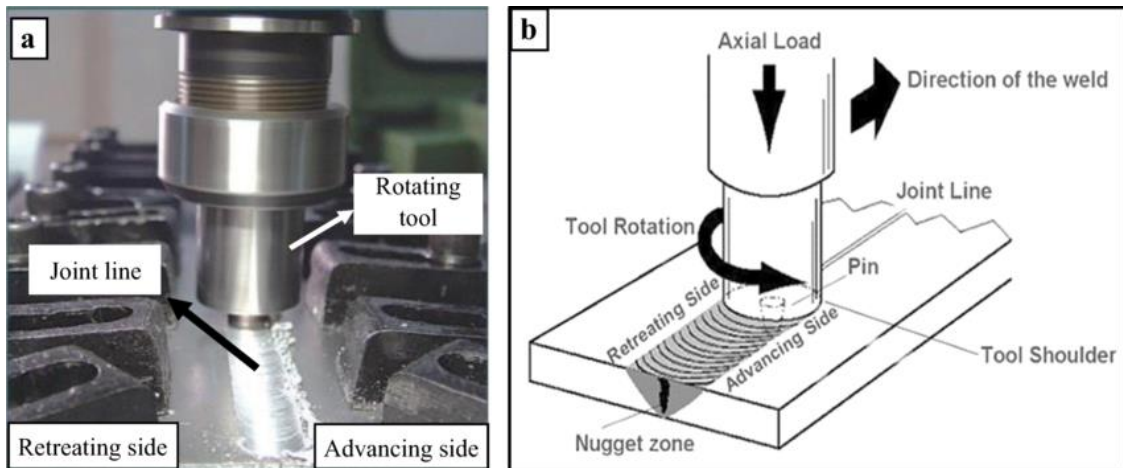 a
Rotating
tool
Joint line
Retreating side
Advancing side
b
Axial Load
Direction of the weld
Joint Line
Tool Rotation
Pin
Retreating Side
Advancing Side
Tool Shoulder
Nugget zone